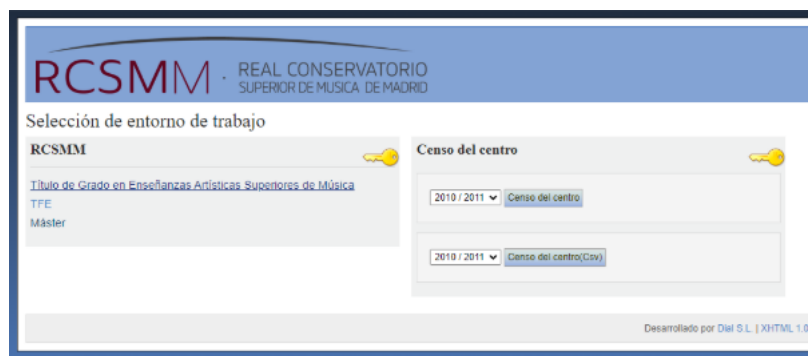 RCSMM · REAL CONSERVATORIO
SUPERIOR DE MUSICA DE MADRID
Selección de entorno de trabajo
RCSMM
Título de Grado en Enseñanzas Artísticas Superiores de Música
TFE
Máster
Censo del centro
2010 / 2011 Censo del centro
2010 / 2011 Censo del centro(Csv)
Desarrollado por Dial S.L. | XHTML 1.0